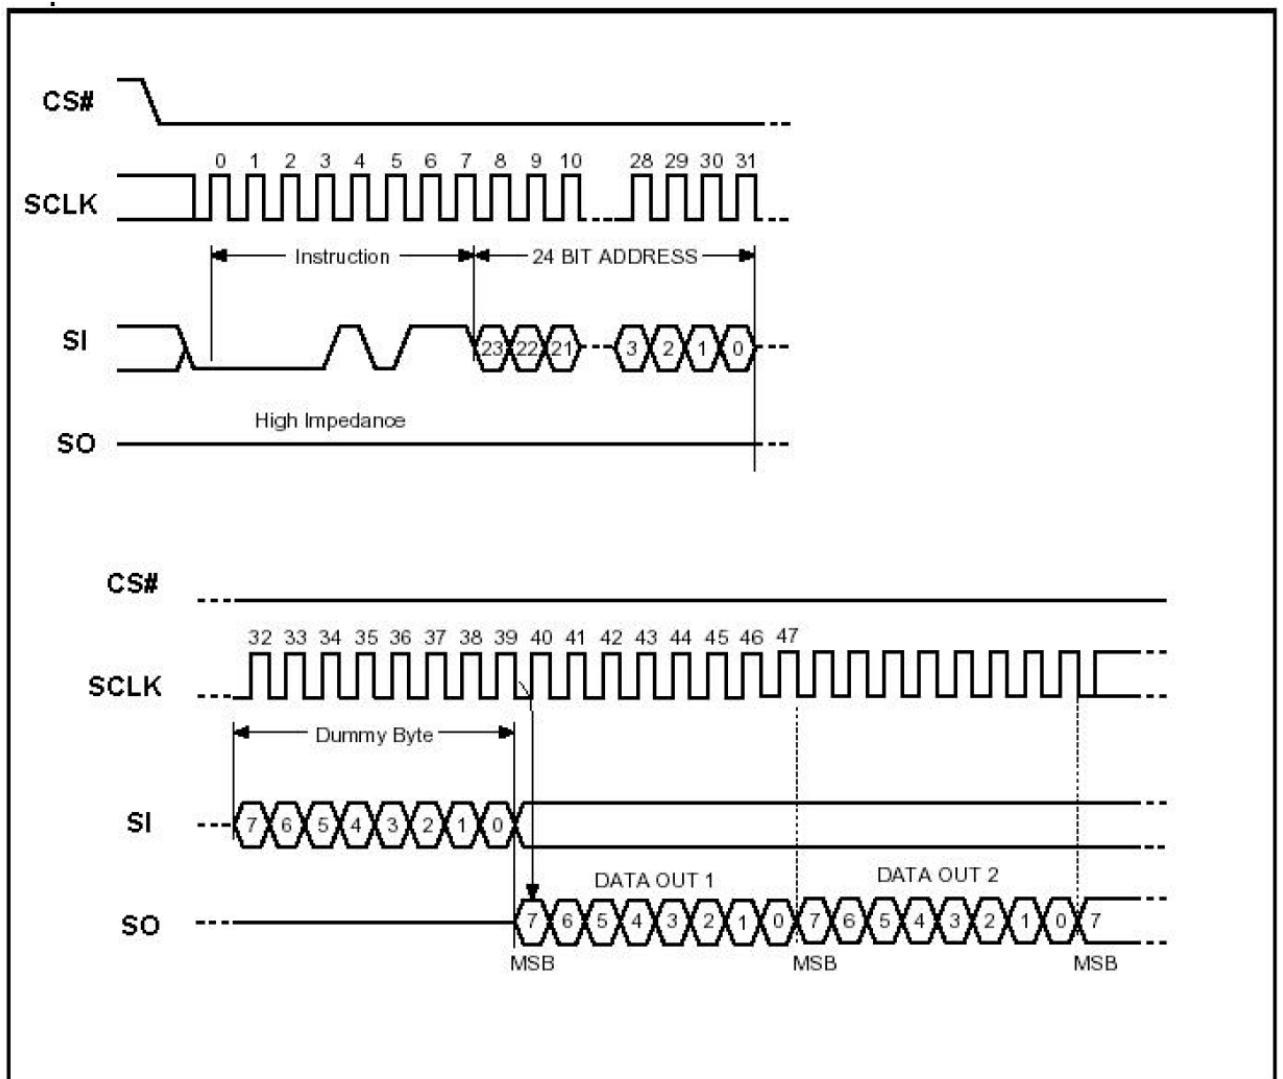 CS#
0 1 2 3 4 5 6 7 8 9 10 28 29 30 31
SCLK
Instruction 24 BIT ADDRESS
SI
23 22 21 3 2 1 0
High Impedance
SO
CS#
32 33 34 35 36 37 38 39 40 41 42 43 44 45 46 47
SCLK
Dummy Byte
SI
7 6 5 4 3 2 1 0
DATA OUT 1 DATA OUT 2
SO
7 6 5 4 3 2 1 0 7 6 5 4 3 2 1 0 7
MSB MSB MSB